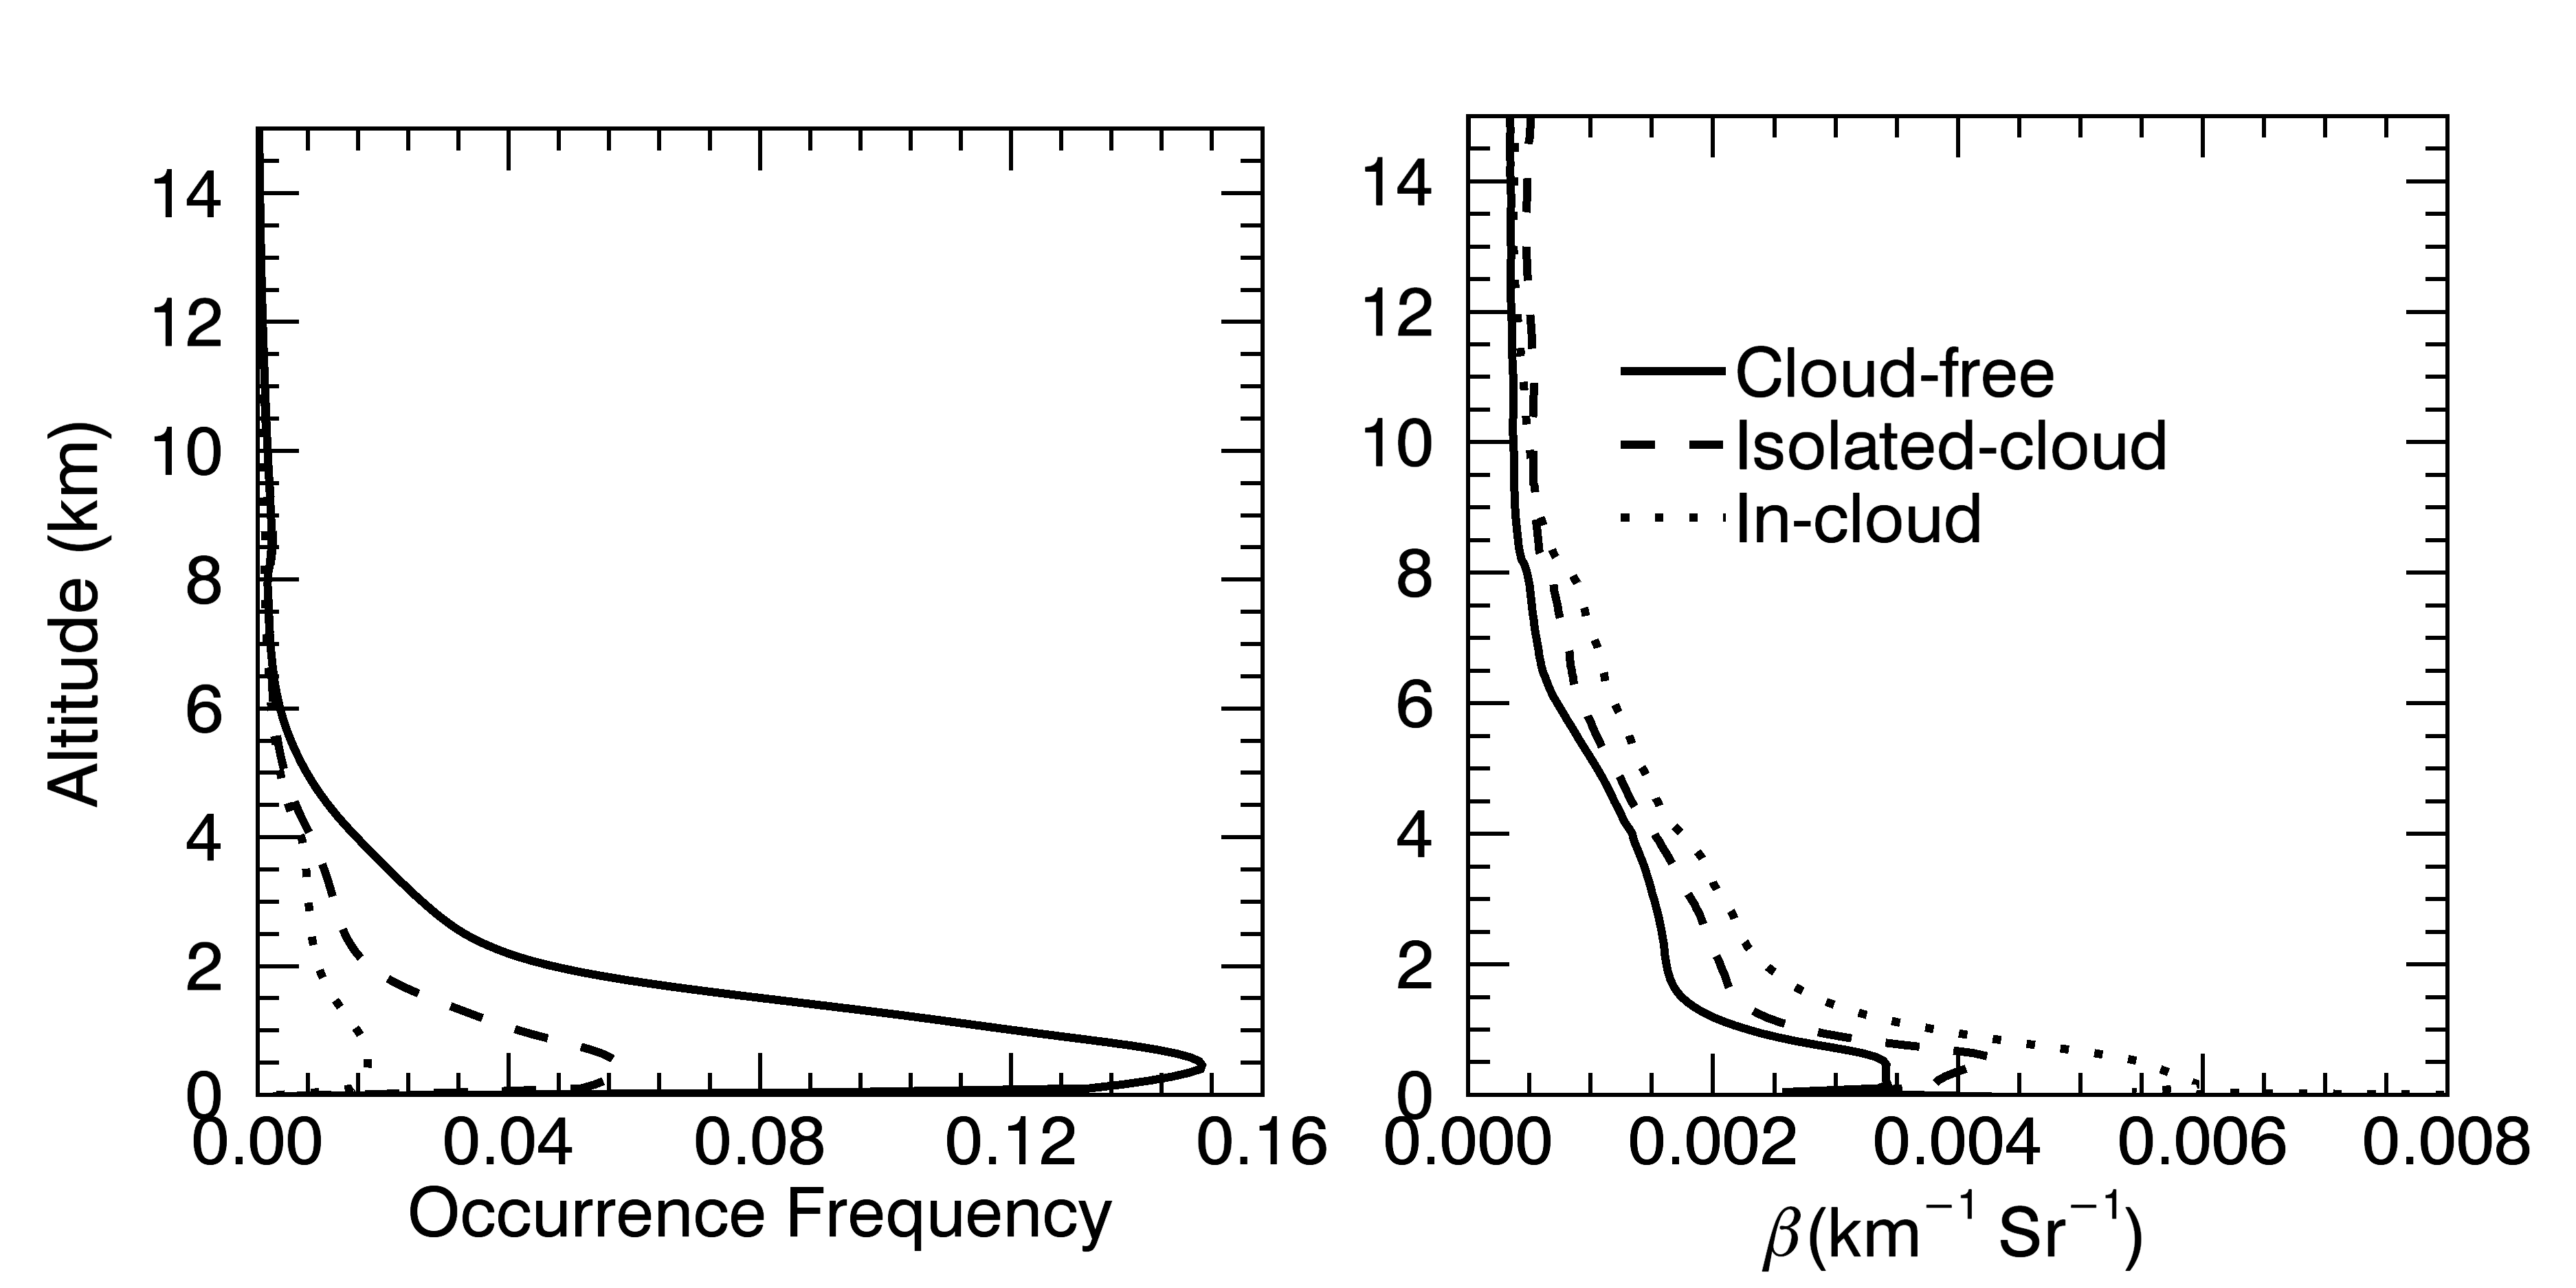 Altitude (km)
14
12
10
8
6
4
2
0
0.00 0.04 0.08 0.12 0.16
Occurrence Frequency
14
12
10
8
6
4
2
0
Cloud-free
Isolated-cloud
In-cloud
0.000 0.002 0.004 0.006 0.008
β(km⁻¹ Sr⁻¹)